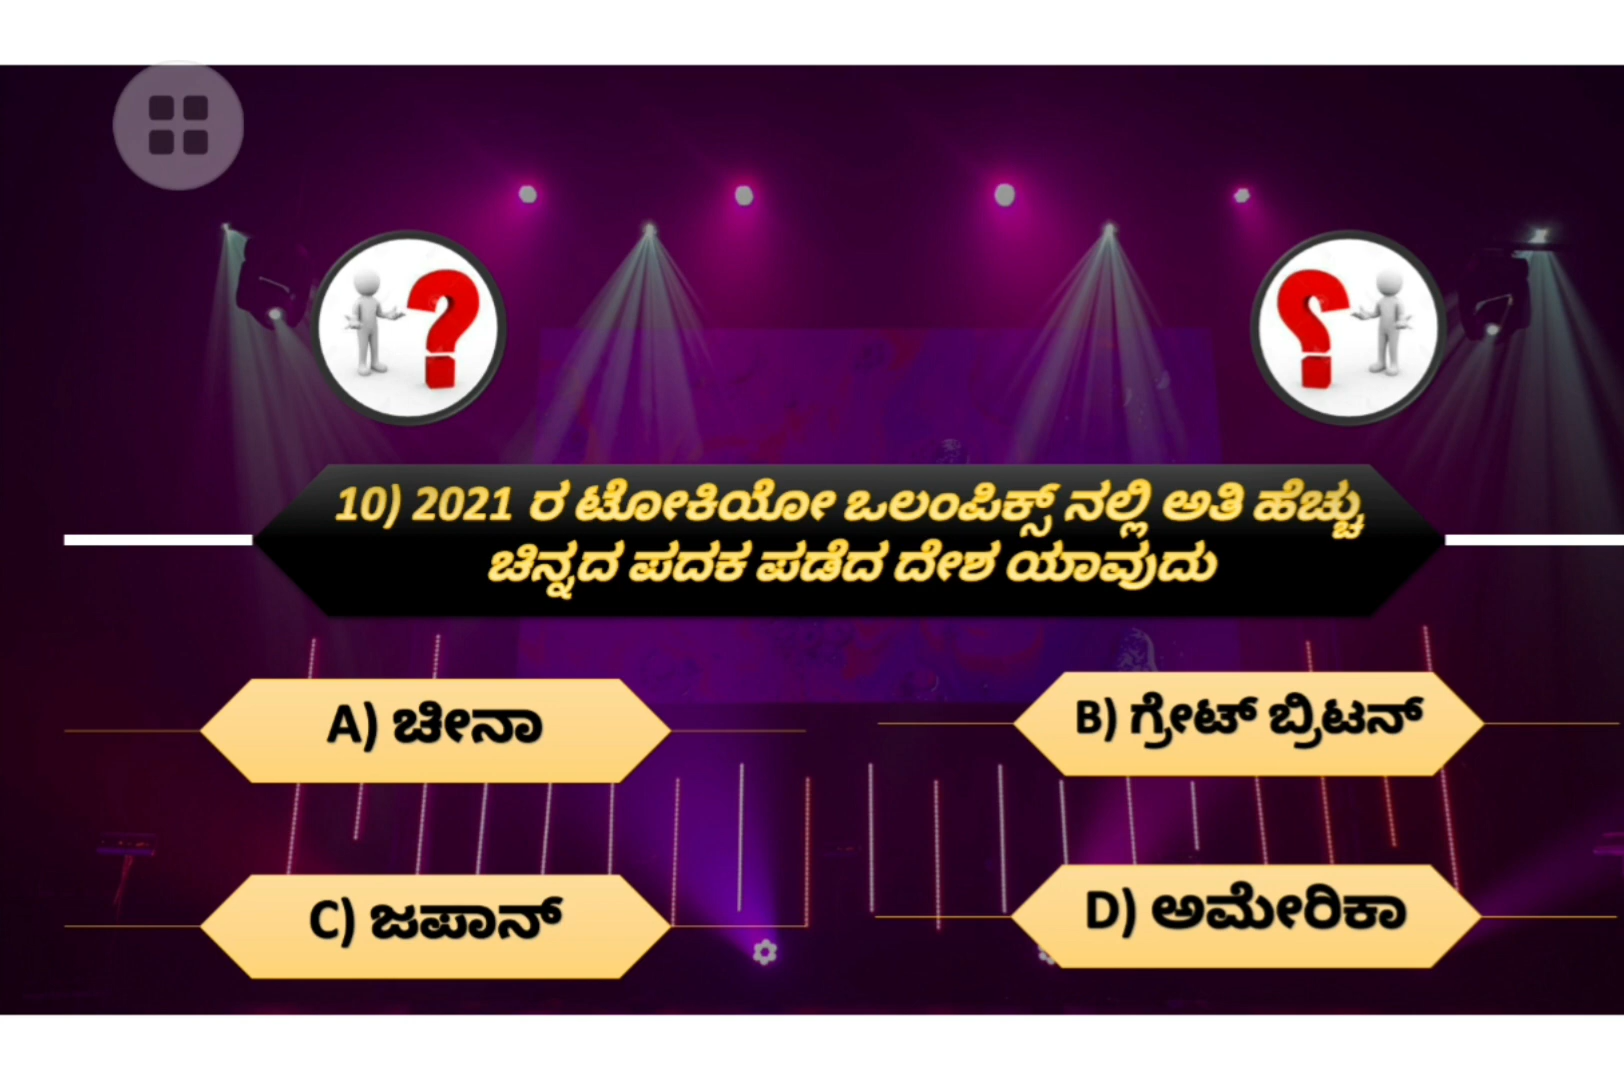 10) 2021 ರ ಟೋಕಿಯೋ ಒಲಂಪಿಕ್ಸ್ ನಲ್ಲಿ ಅತಿ ಹೆಚ್ಚು
ಚಿನ್ನದ ಪದಕ ಪಡೆದ ದೇಶ ಯಾವುದು
A) ಚೀನಾ
B) ಗ್ರೇಟ್ ಬ್ರಿಟನ್
C) ಜಪಾನ್
D) ಅಮೇರಿಕಾ